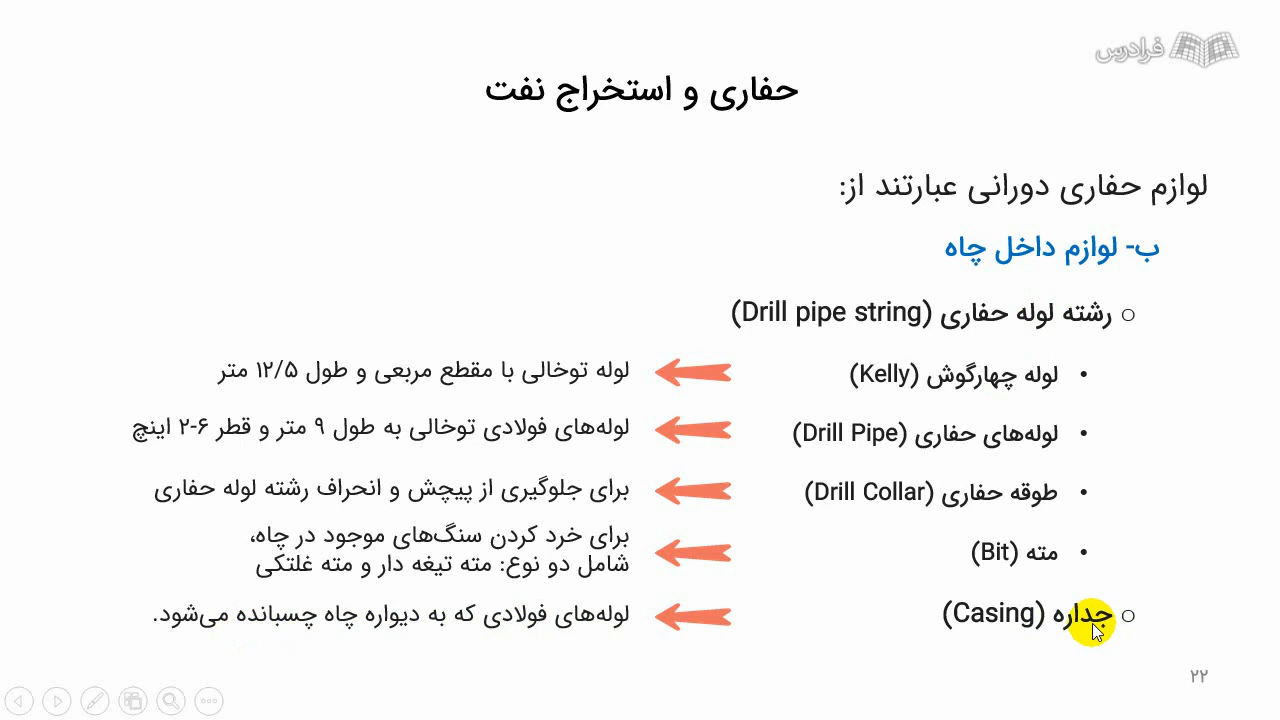 فرادرس
حفاری و استخراج نفت
لوازم حفاری دورانی عبارتند از:
ب- لوازم داخل چاه
رشته لوله حفاری (Drill pipe string)
لوله چهارگوش (Kelly)
لوله توخالی با مقطع مربعی و طول ۱۲/۵ متر
لوله‌های حفاری (Drill Pipe)
لوله‌های فولادی توخالی به طول ۹ متر و قطر ۶-۲ اینچ
طوقه حفاری (Drill Collar)
برای جلوگیری از پیچش و انحراف رشته لوله حفاری
مته (Bit)
برای خرد کردن سنگ‌های موجود در چاه،
شامل دو نوع: مته تیغه دار و مته غلتکی
جداره (Casing)
لوله‌های فولادی که به دیواره چاه چسبانده می‌شود.
۲۲